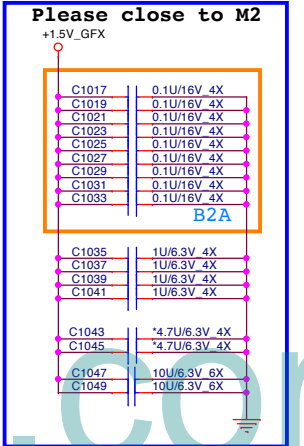 Please close to M2
+1.5V_GFX
C1017 0.1U/16V_4X
C1019 0.1U/16V_4X
C1021 0.1U/16V_4X
C1023 0.1U/16V_4X
C1025 0.1U/16V_4X
C1027 0.1U/16V_4X
C1029 0.1U/16V_4X
C1031 0.1U/16V_4X
C1033 0.1U/16V_4X
B2A
C1035 1U/6.3V_4X
C1037 1U/6.3V_4X
C1039 1U/6.3V_4X
C1041 1U/6.3V_4X
C1043 *4.7U/6.3V_4X
C1045 *4.7U/6.3V_4X
C1047 10U/6.3V_6X
C1049 10U/6.3V_6X